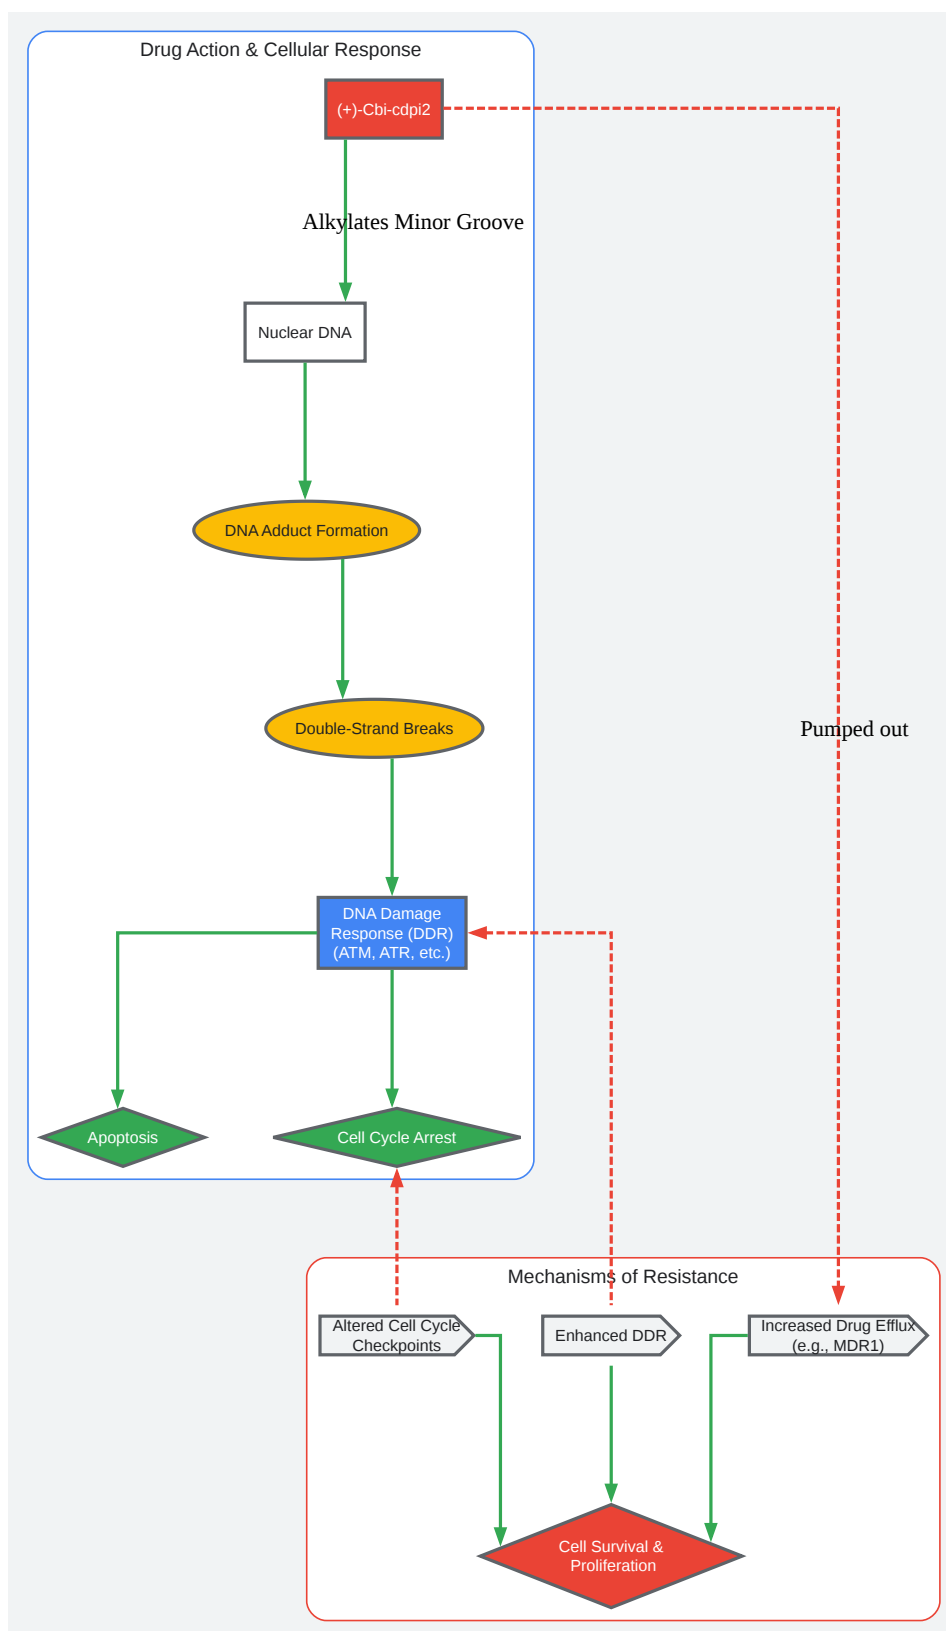 Drug Action & Cellular Response
(+)-Cbi-cdpi2
Alkylates Minor Groove
Nuclear DNA
DNA Adduct Formation
Double-Strand Breaks
Pumped out
DNA Damage
Response (DDR)
(ATM, ATR, etc.)
Apoptosis
Cell Cycle Arrest
Mechanisms of Resistance
Altered Cell Cycle
Checkpoints
Enhanced DDR
Increased Drug Efflux
(e.g., MDR1)
Cell Survival &
Proliferation